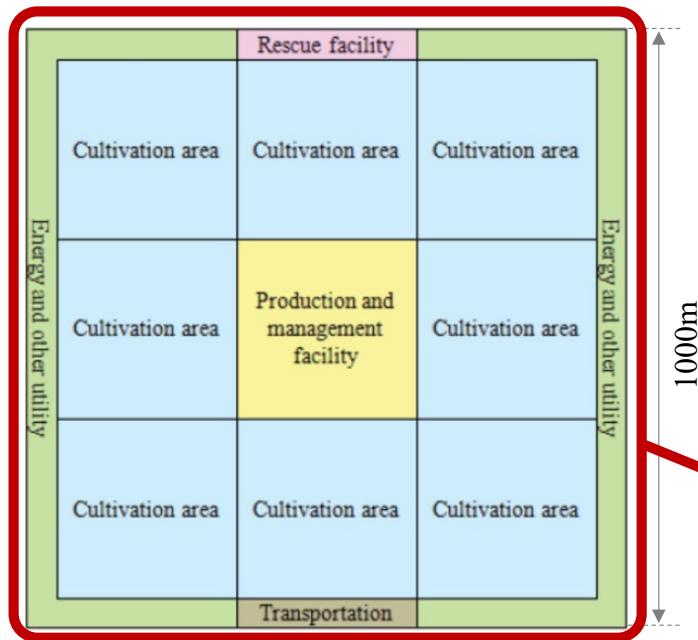 Rescue facility
Cultivation area
Cultivation area
Cultivation area
Energy and other utility
Energy and other utility
Cultivation area
Production and
management
facility
Cultivation area
1000m
Cultivation area
Cultivation area
Cultivation area
Transportation